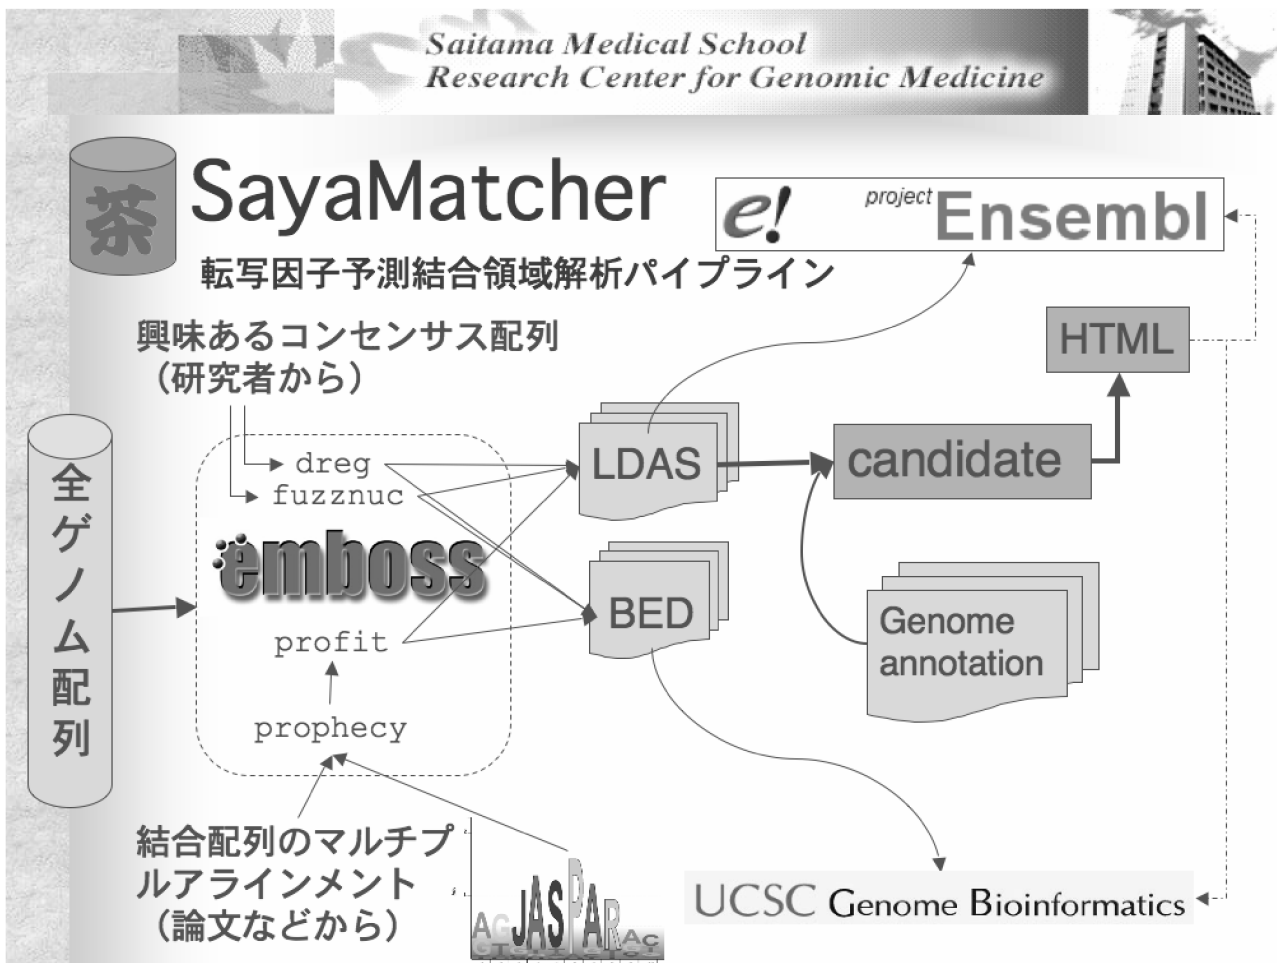 Saitama Medical School
Research Center for Genomic Medicine
茶
SayaMatcher
転写因子予測結合領域解析パイプライン
e! project Ensembl
興味あるコンセンサス配列
（研究者から）
HTML
全ゲノム配列
dreg
fuzznuc
emboss
profit
prophecy
LDAS
BED
candidate
Genome
annotation
結合配列のマルチプ
ルアラインメント
（論文などから）
JASPAR
UCSC Genome Bioinformatics